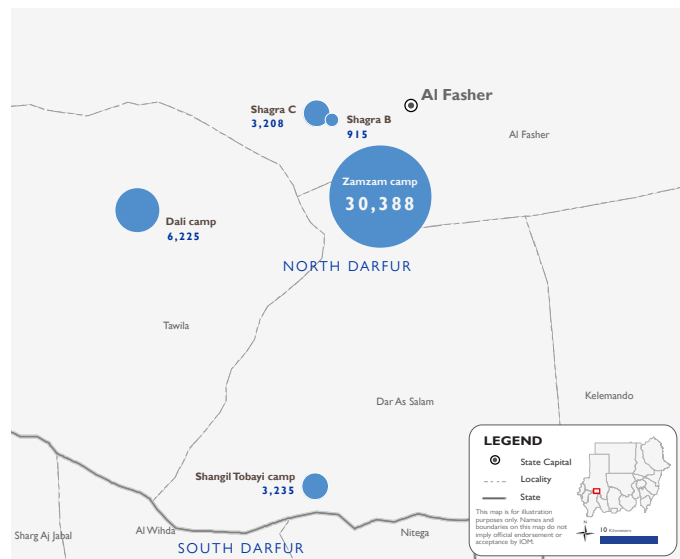 Al Fasher
Shagra C
3,208
Shagra B
915
Al Fasher
Zamzam camp
30,388
Dali camp
6,225
NORTH DARFUR
Tawila
Dar As Salam
Kelemando
Shangil Tobayi camp
3,235
Sharg Aj Jabal
Al Wihda
Nitega
SOUTH DARFUR
LEGEND
State Capital
Locality
State
This map is for illustration
purposes only. Names and
boundaries on this map do not
imply official endorsement or
acceptance by IOM.
N
10 Kilometers